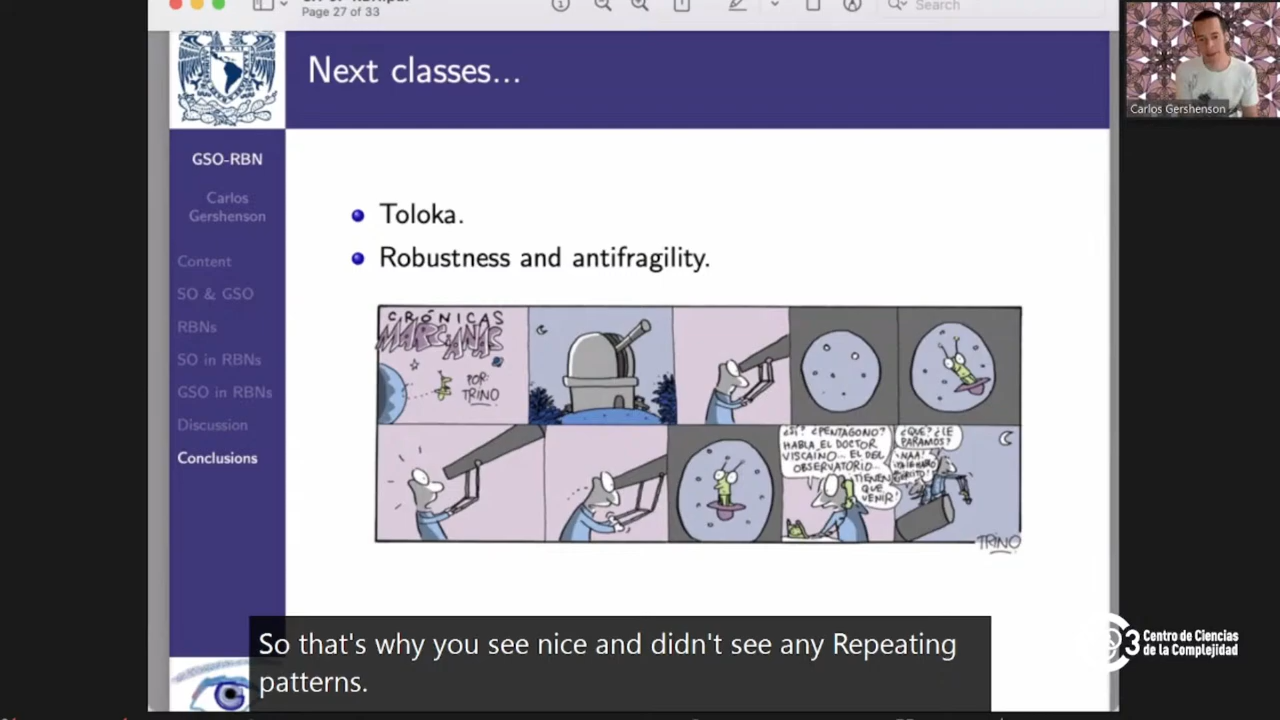 Page 27 of 33
Search
Next classes...
Carlos Gershenson
GSO-RBN
Carlos
Gershenson
Content
SO & GSO
RBNs
SO in RBNs
GSO in RBNs
Discussion
Conclusions
Toloka.
Robustness and antifragility.
CRÓNICAS
MARCIANAS
POR:
TRINO
¿SÍ? ¿PENTÁGONO?
HABLA EL DOCTOR
VISCAINO... EL DEL
OBSERVATORIO...
TIENEN
QUE
VENIR!
¿QUÉ? ¿LE
PARAMOS?
¡NAA!
TRINO
So that's why you see nice and didn't see any Repeating
patterns.
3 Centro de Ciencias
de la Complejidad